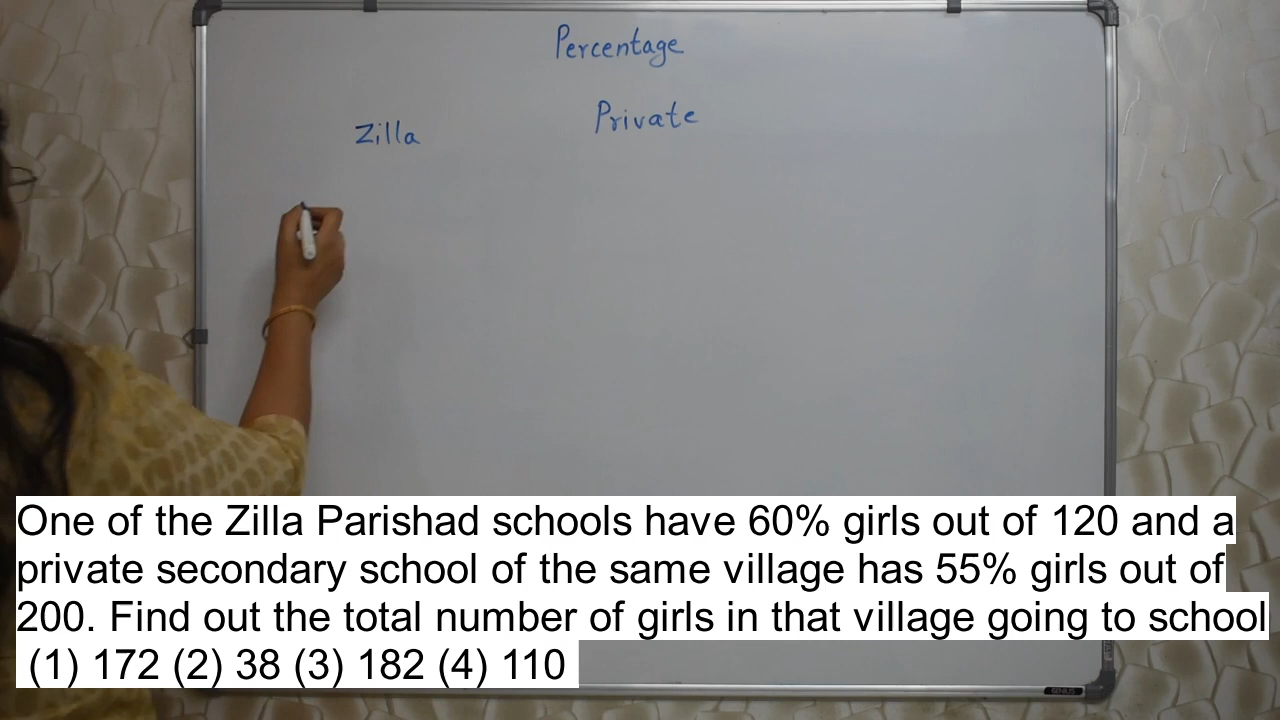 Percentage
Private
Zilla
One of the Zilla Parishad schools have 60% girls out of 120 and a
private secondary school of the same village has 55% girls out of
200. Find out the total number of girls in that village going to school
(1) 172 (2) 38 (3) 182 (4) 110
GENIUS